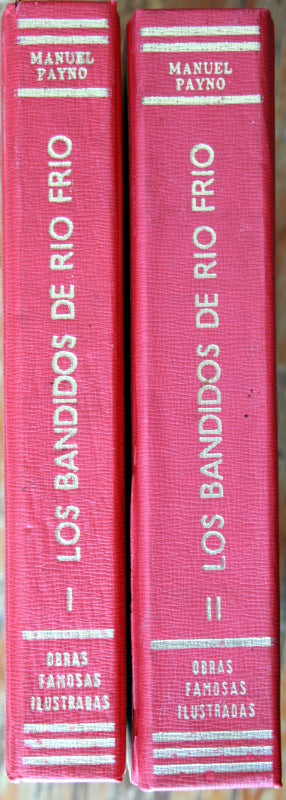 MANUEL
PAYNO
LOS BANDIDOS DE RIO FRIO
I
OBRAS
FAMOSAS
ILUSTRADAS
MANUEL
PAYNO
LOS BANDIDOS DE RIO FRIO
II
OBRAS
FAMOSAS
ILUSTRADAS